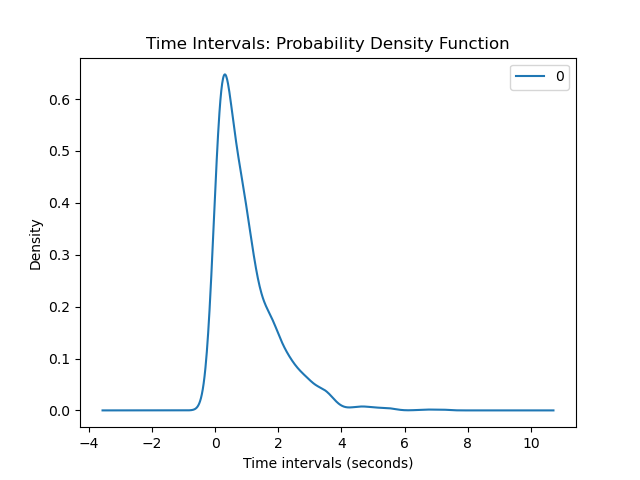 Time Intervals: Probability Density Function
0
Density
0.6
0.5
0.4
0.3
0.2
0.1
0.0
−4 −2 0 2 4 6 8 10
Time intervals (seconds)